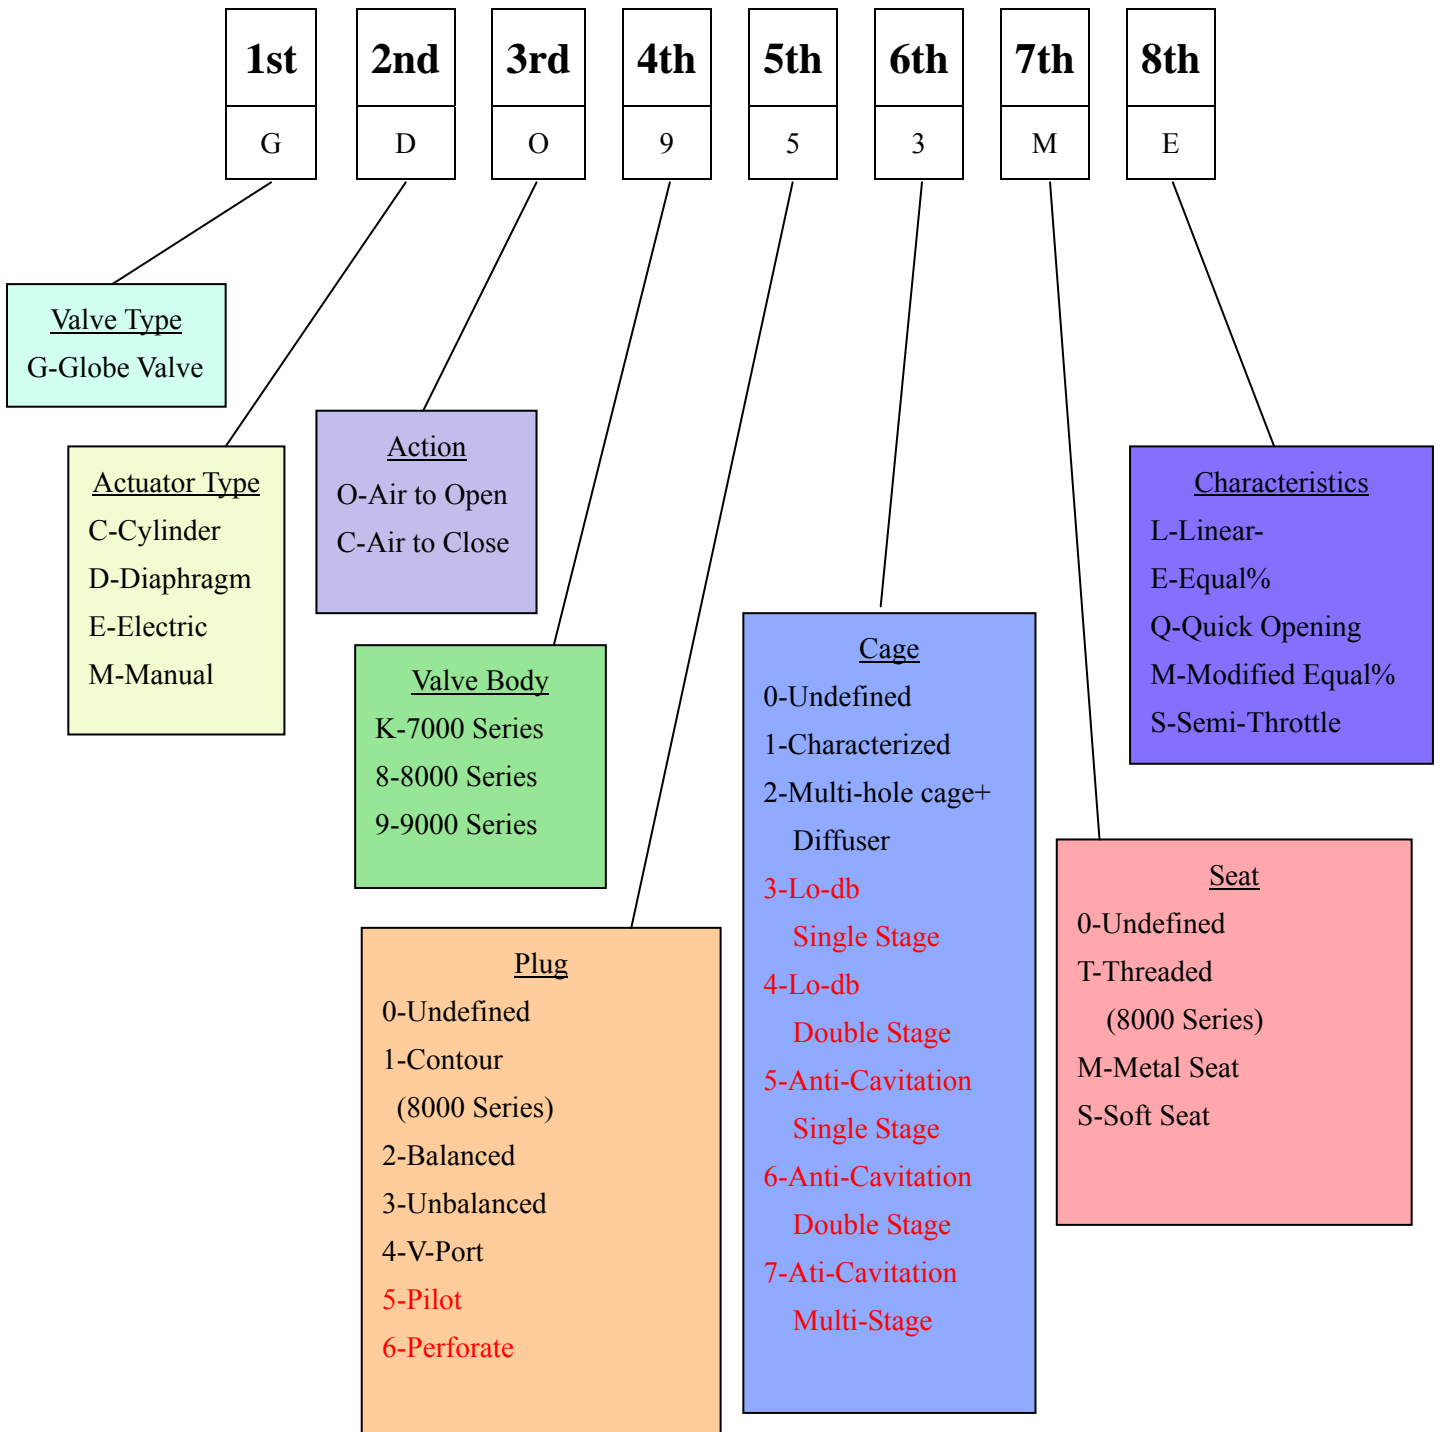 1st 2nd 3rd 4th 5th 6th 7th 8th
G D O 9 5 3 M E
Valve Type
G-Globe Valve
Actuator Type
C-Cylinder
D-Diaphragm
E-Electric
M-Manual
Action
O-Air to Open
C-Air to Close
Valve Body
K-7000 Series
8-8000 Series
9-9000 Series
Plug
0-Undefined
1-Contour
(8000 Series)
2-Balanced
3-Unbalanced
4-V-Port
5-Pilot
6-Perforate
Cage
0-Undefined
1-Characterized
2-Multi-hole cage+
Diffuser
3-Lo-db
Single Stage
4-Lo-db
Double Stage
5-Anti-Cavitation
Single Stage
6-Anti-Cavitation
Double Stage
7-Ati-Cavitation
Multi-Stage
Seat
0-Undefined
T-Threaded
(8000 Series)
M-Metal Seat
S-Soft Seat
Characteristics
L-Linear-
E-Equal%
Q-Quick Opening
M-Modified Equal%
S-Semi-Throttle